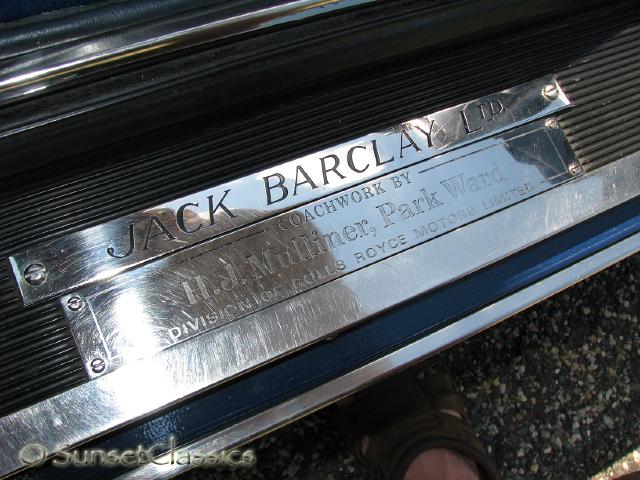 JACK BARCLAY LTD
COACHWORK BY
H.J. Mulliner, Park Ward
DIVISION OF ROLLS ROYCE MOTORS LIMITED
© SunsetClassics